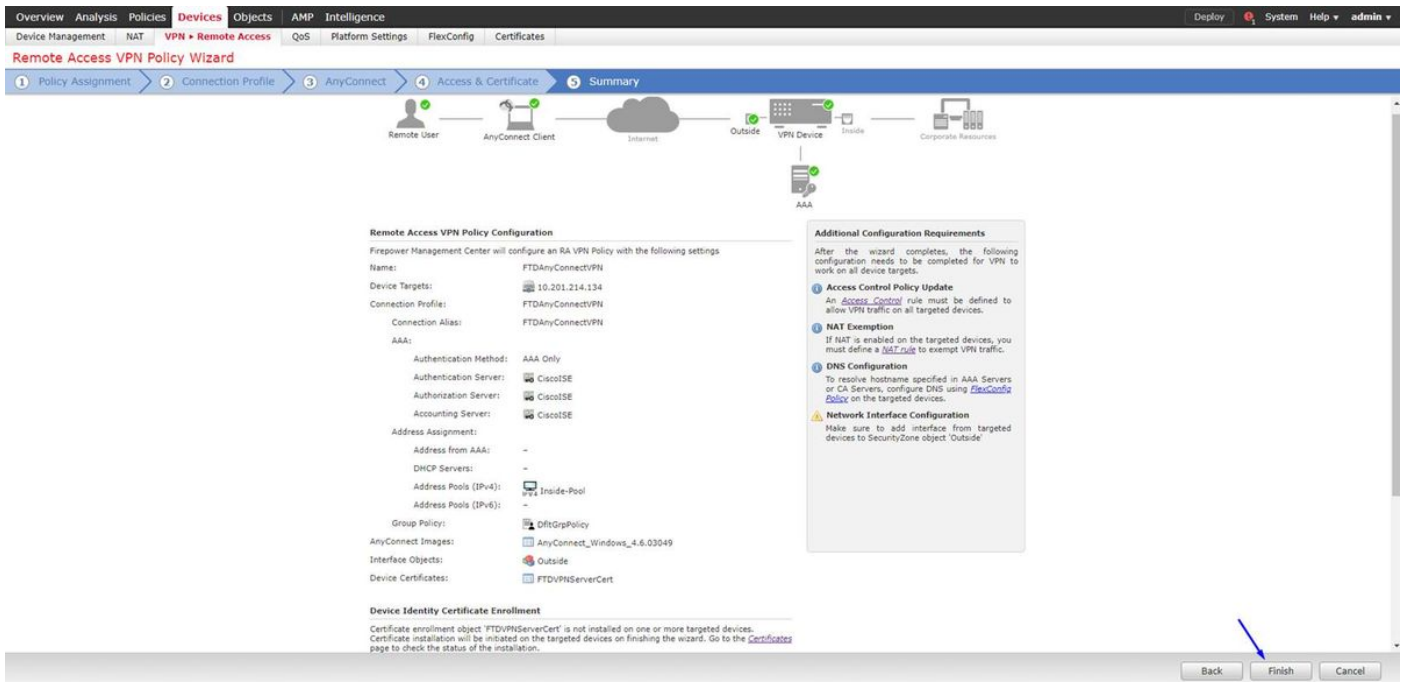 Overview Analysis Policies Devices Objects AMP Intelligence Deploy System Help admin
Device Management NAT VPN ▸ Remote Access QoS Platform Settings FlexConfig Certificates
Remote Access VPN Policy Wizard
1 Policy Assignment 2 Connection Profile 3 AnyConnect 4 Access & Certificate 5 Summary
Remote User AnyConnect Client Internet Outside VPN Device Inside Corporate Resources
AAA
Remote Access VPN Policy Configuration
Firepower Management Center will configure an RA VPN Policy with the following settings
Name: FTDAnyConnectVPN
Device Targets: 10.201.214.134
Connection Profile: FTDAnyConnectVPN
Connection Alias: FTDAnyConnectVPN
AAA:
Authentication Method: AAA Only
Authentication Server: CiscoISE
Authorization Server: CiscoISE
Accounting Server: CiscoISE
Address Assignment:
Address from AAA: -
DHCP Servers: -
Address Pools (IPv4): Inside-Pool
Address Pools (IPv6): -
Group Policy: DfltGrpPolicy
AnyConnect Images: AnyConnect_Windows_4.6.03049
Interface Objects: Outside
Device Certificates: FTDVPNServerCert
Device Identity Certificate Enrollment
Certificate enrollment object 'FTDVPNServerCert' is not installed on one or more targeted devices.
Certificate installation will be initiated on the targeted devices on finishing the wizard. Go to the Certificates
page to check the status of the installation.
Additional Configuration Requirements
After the wizard completes, the following
configuration needs to be completed for VPN to
work on all device targets.
Access Control Policy Update
An Access Control rule must be defined to
allow VPN traffic on all targeted devices.
NAT Exemption
If NAT is enabled on the targeted devices, you
must define a NAT rule to exempt VPN traffic.
DNS Configuration
To resolve hostname specified in AAA Servers
or CA Servers, configure DNS using FlexConfig
Policy on the targeted devices.
Network Interface Configuration
Make sure to add interface from targeted
devices to SecurityZone object 'Outside'
Back Finish Cancel